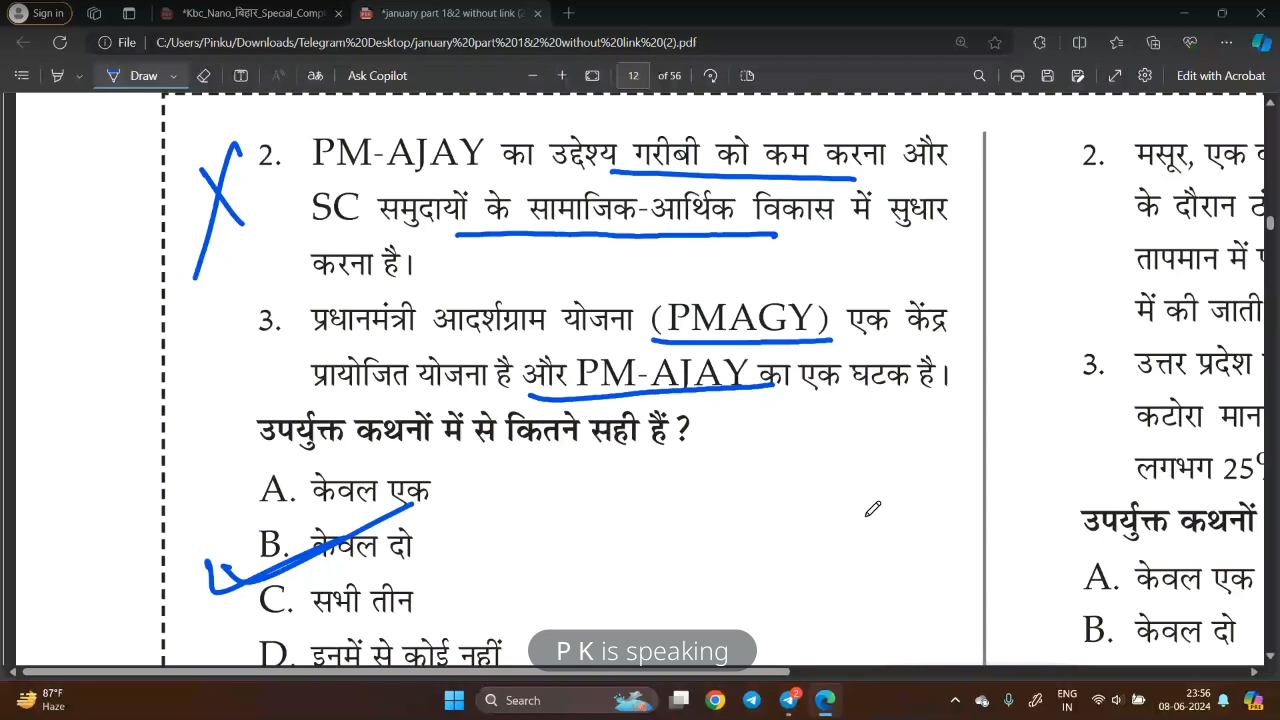 Sign in
*Kbc_Nano_बिहार_Special_Compl
*january part 1&2 without link (2)
File
C:/Users/Pinku/Downloads/Telegram%20Desktop/january%20part%201&2%20without%20link%20(2).pdf
Draw
Ask Copilot
12 of 56
Edit with Acrobat
2. PM-AJAY का उद्देश्य गरीबी को कम करना और
SC समुदायों के सामाजिक-आर्थिक विकास में सुधार
करना है।
3. प्रधानमंत्री आदर्शग्राम योजना (PMAGY) एक केंद्र
प्रायोजित योजना है और PM-AJAY का एक घटक है।
उपर्युक्त कथनों में से कितने सही हैं ?
A. केवल एक
B. केवल दो
C. सभी तीन
D. इनमें से कोई नहीं
2. मसूर, एक
के दौरान
तापमान में
में की जाती
3. उत्तर प्रदेश
कटोरा मान
लगभग 25
उपर्युक्त कथनों
A. केवल एक
B. केवल दो
P K is speaking
87°F
Haze
Search
2
ENG
IN
23:56
08-06-2024